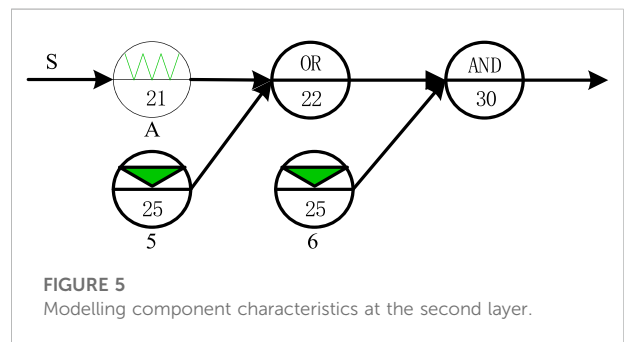 S
OR
AND
21
22
30
A
25
25
5
6
FIGURE 5
Modelling component characteristics at the second layer.